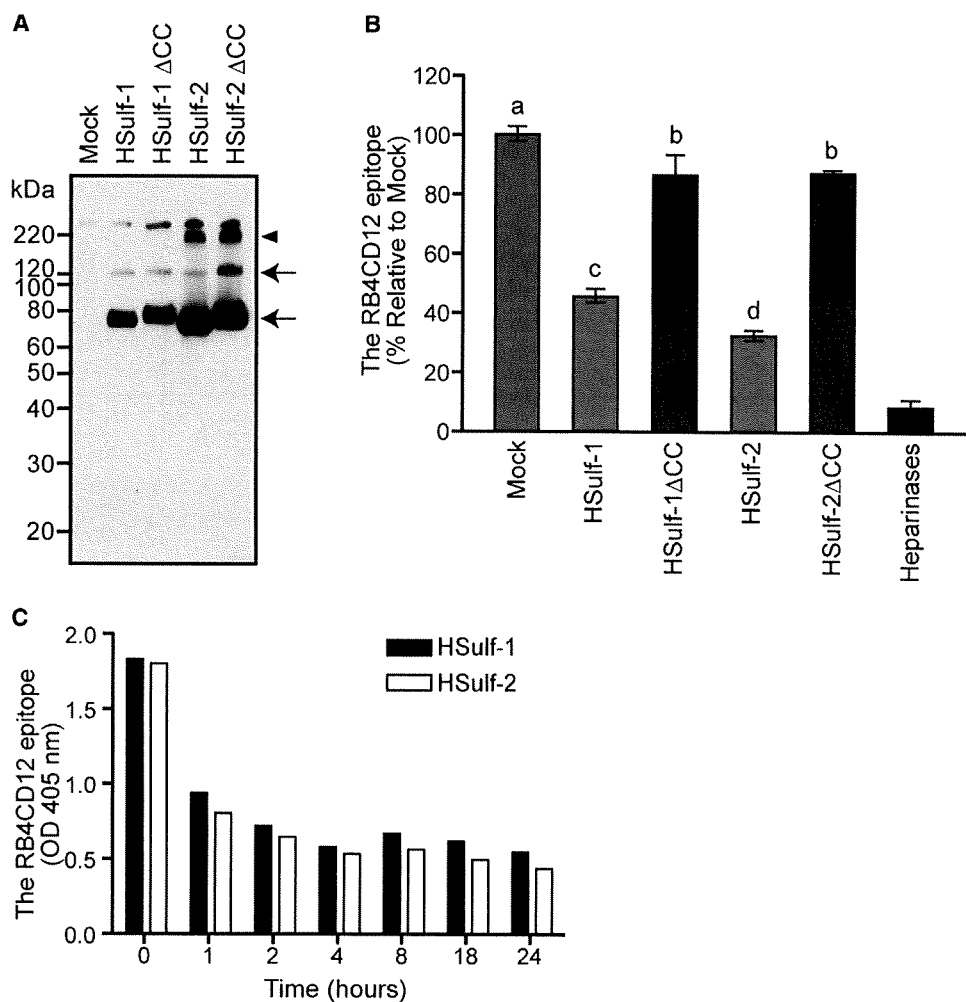 A
Mock
HSulf-1
HSulf-1 ΔCC
HSulf-2
HSulf-2 ΔCC
kDa
220
120
100
80
60
50
40
30
20
B
The RB4CD12 epitope
(% Relative to Mock)
120
100
80
60
40
20
0
a
b
c
d
b
Mock
HSulf-1
HSulf-1ΔCC
HSulf-2
HSulf-2ΔCC
Heparinases
C
The RB4CD12 epitope
(OD 405 nm)
2.0
1.5
1.0
0.5
0.0
HSulf-1
HSulf-2
0 1 2 4 8 18 24
Time (hours)